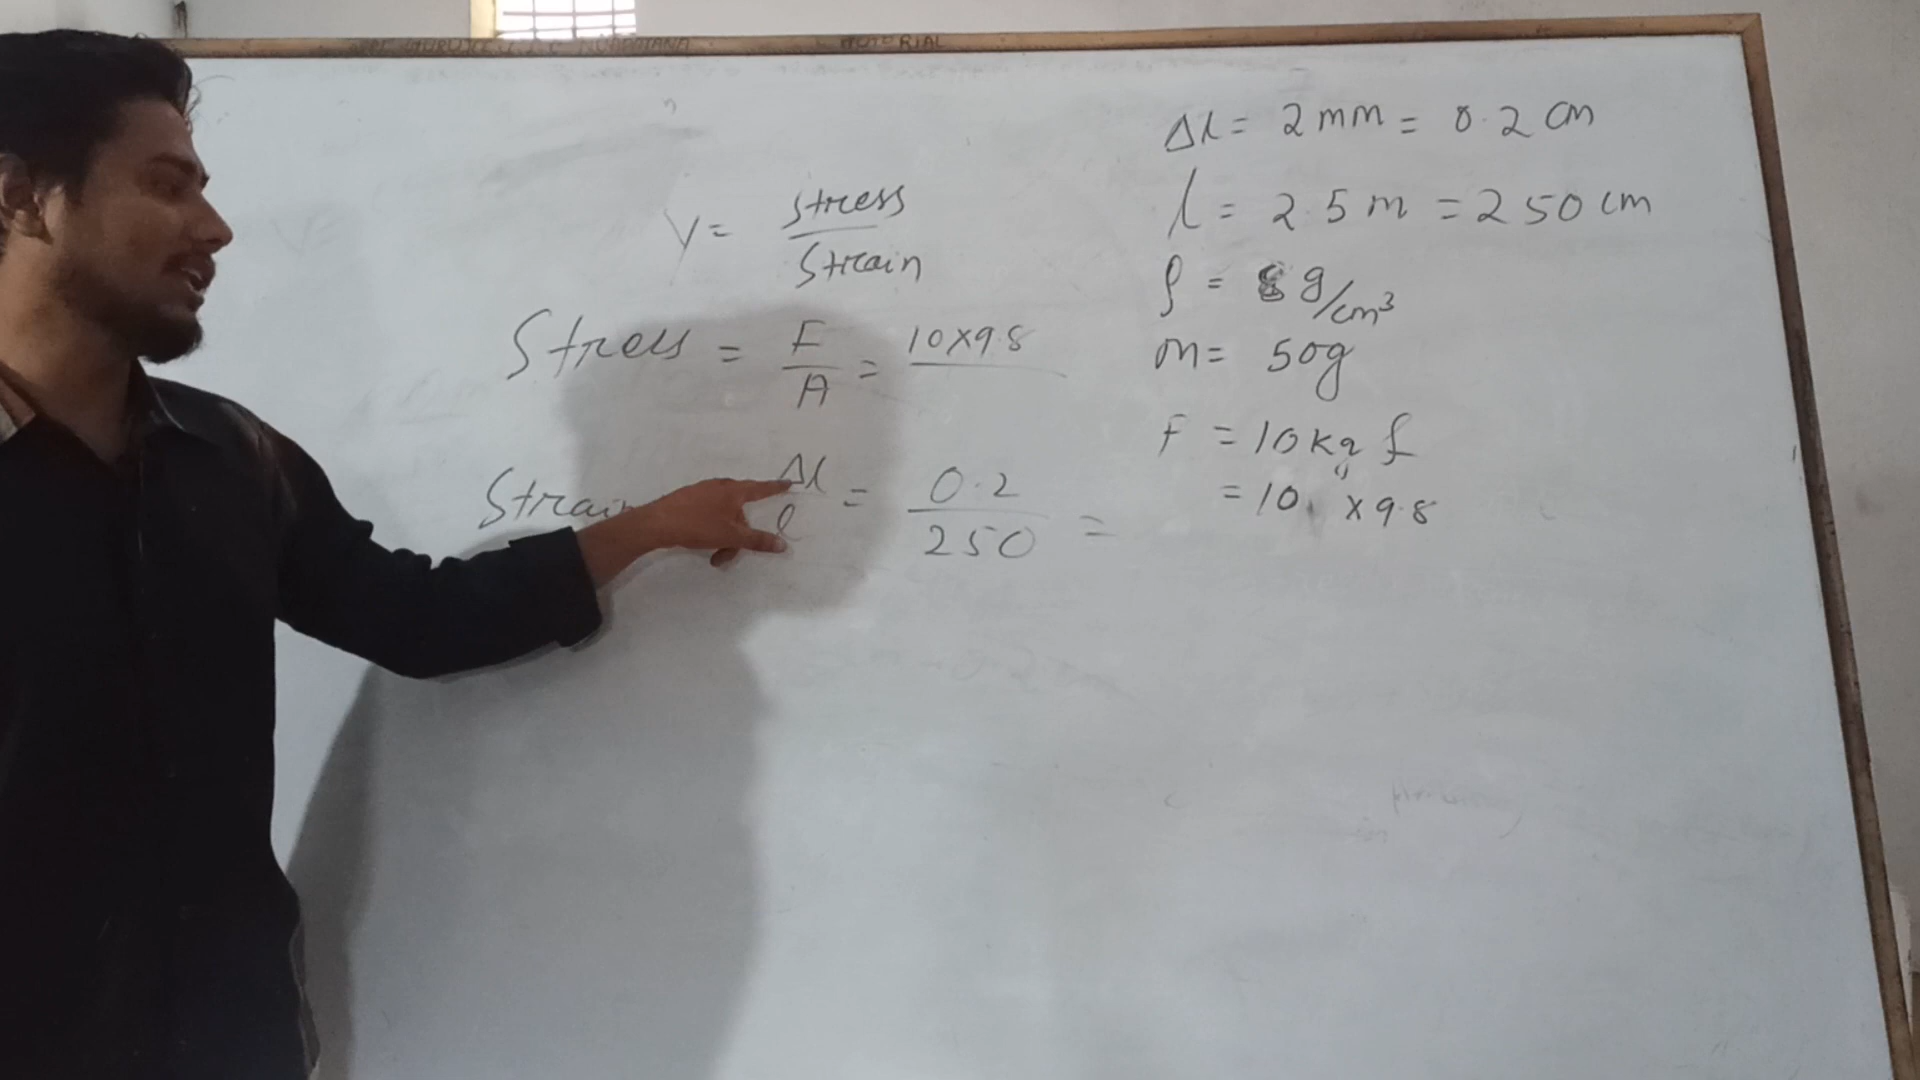 TUTORIAL
Δl = 2mm = 0.2 cm
l = 2.5 m = 250 cm
Y = Stress / Strain
ρ = 8 g/cm³
Stress = F/A = 10×9.8
m = 50g
F = 10 kg f
= 10 × 9.8
Δl/l = 0.2/250 =